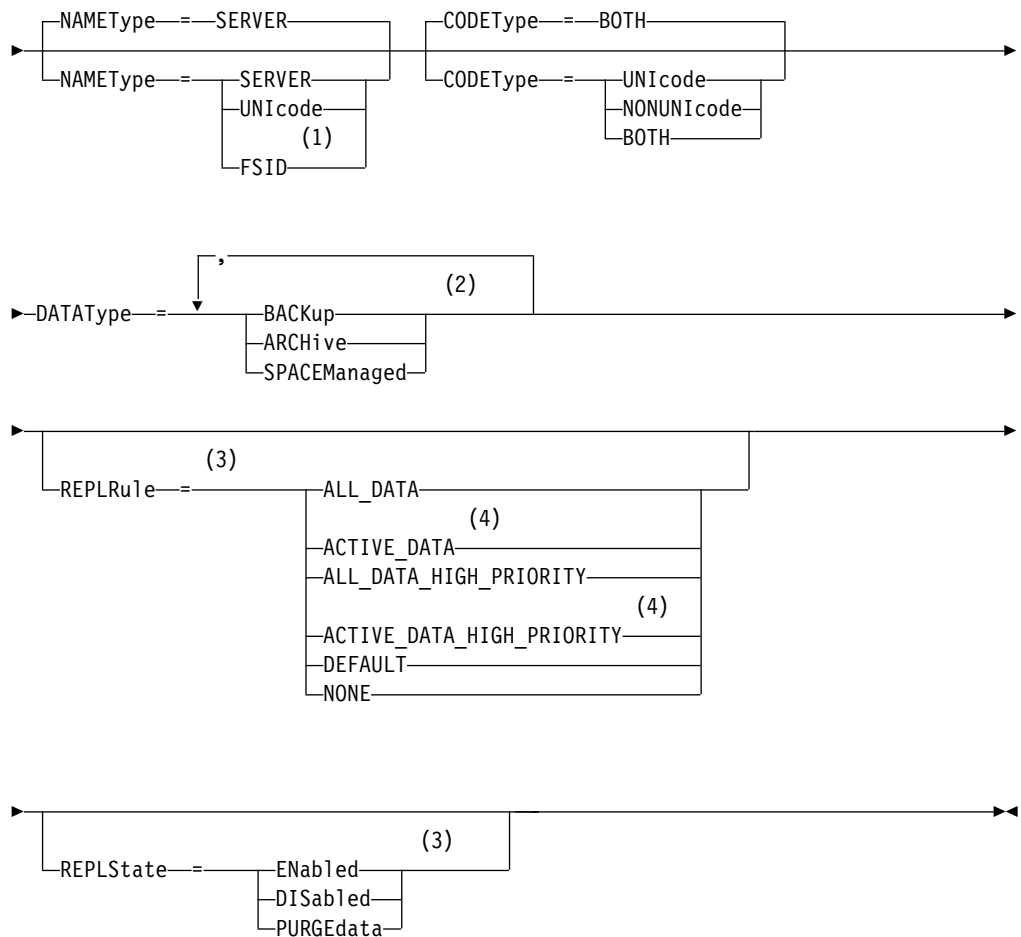 NAMEType = SERVER CODEType = BOTH
NAMEType = SERVER CODEType = UNIcode
UNIcode NONUNIcode
(1) BOTH
FSID
,
(2)
DATAType = BACKup
ARCHive
SPACEManaged
(3)
REPLRule = ALL_DATA
(4)
ACTIVE_DATA
ALL_DATA_HIGH_PRIORITY
(4)
ACTIVE_DATA_HIGH_PRIORITY
DEFAULT
NONE
(3)
REPLState = ENabled
DISabled
PURGEdata